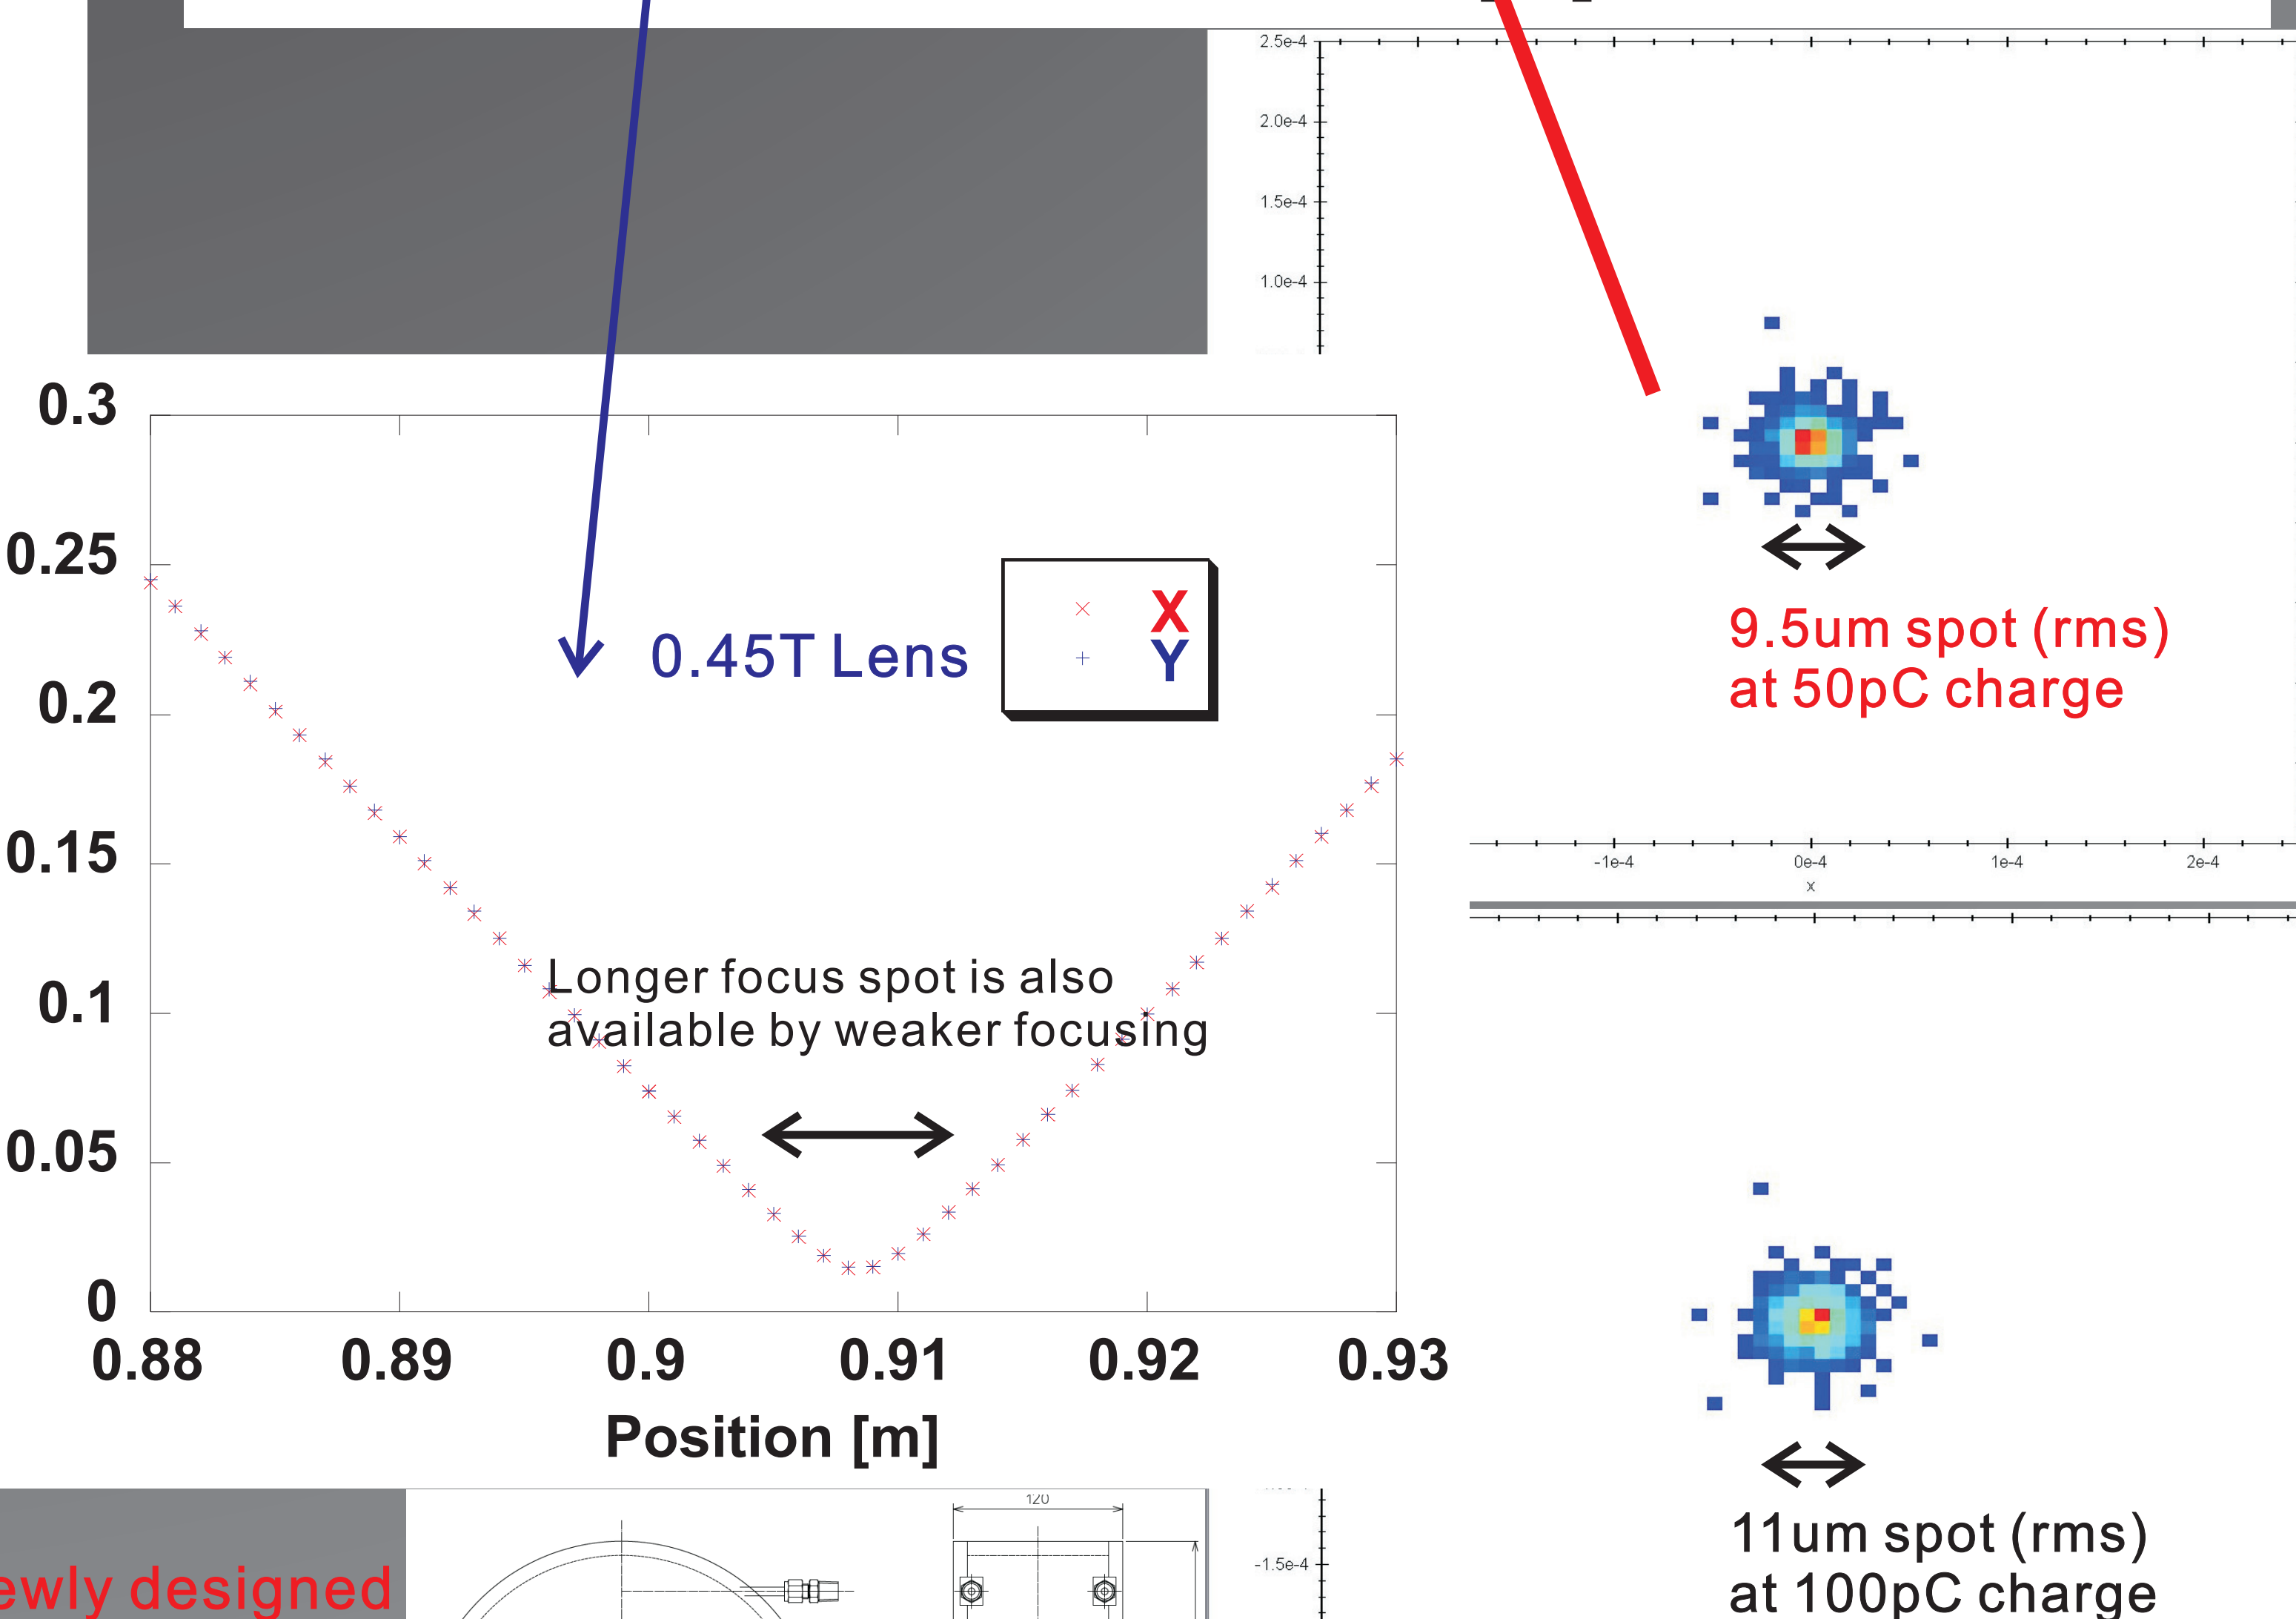 2.5e-4
2.0e-4
1.5e-4
1.0e-4
0.3
0.25
0.2
0.15
0.1
0.05
0
0.88
0.89
0.9
0.91
0.92
0.93
Position [m]
0.45T Lens
X
Y
Longer focus spot is also
available by weaker focusing
9.5um spot (rms)
at 50pC charge
-1e-4
0e-4
1e-4
2e-4
x
11um spot (rms)
at 100pC charge
120
-1.5e-4
ewly designed